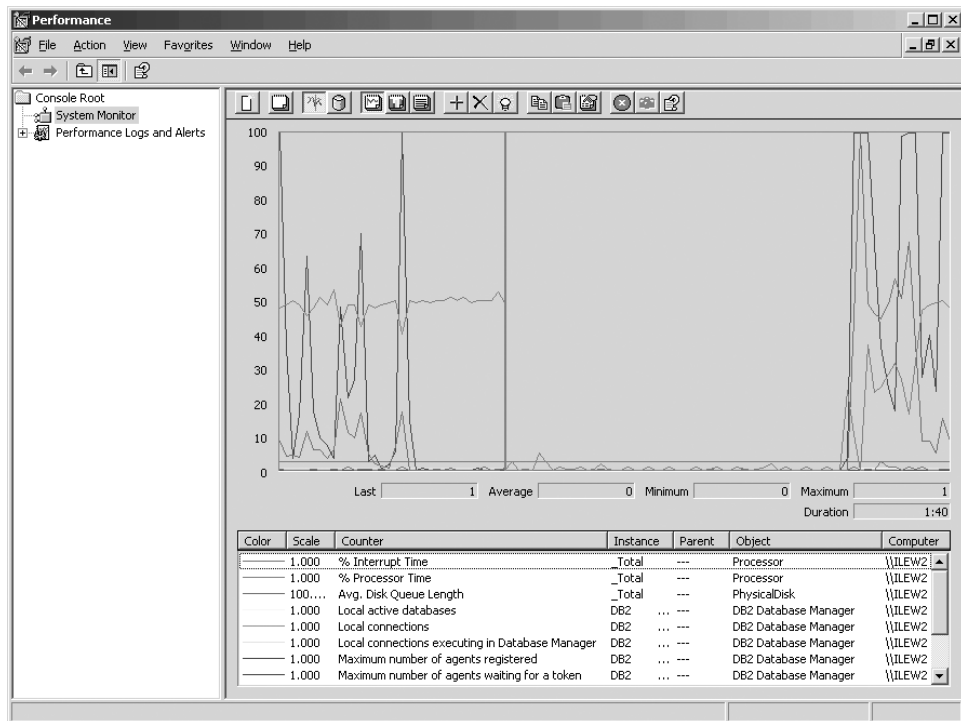 Performance
File Action View Favorites Window Help
Console Root
System Monitor
Performance Logs and Alerts
100
90
80
70
60
50
40
30
20
10
0
Last 1 Average 0 Minimum 0 Maximum 1
Duration 1:40
Color Scale Counter Instance Parent Object Computer
1.000 % Interrupt Time _Total --- Processor \\ILEW2
1.000 % Processor Time _Total --- Processor \\ILEW2
100.... Avg. Disk Queue Length _Total --- PhysicalDisk \\ILEW2
1.000 Local active databases DB2 ... --- DB2 Database Manager \\ILEW2
1.000 Local connections DB2 ... --- DB2 Database Manager \\ILEW2
1.000 Local connections executing in Database Manager DB2 ... --- DB2 Database Manager \\ILEW2
1.000 Maximum number of agents registered DB2 ... --- DB2 Database Manager \\ILEW2
1.000 Maximum number of agents waiting for a token DB2 ... --- DB2 Database Manager \\ILEW2